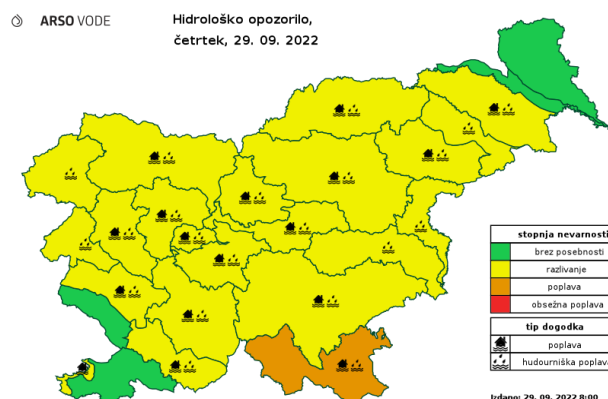 ARSO VODE
Hidrološko opozorilo,
četrtek, 29. 09. 2022
stopnja nevarnosti
brez posebnosti
razlivanje
poplava
obsežna poplava
tip dogodka
poplava
hudourniška poplava
Izdano: 29. 09. 2022 8:00